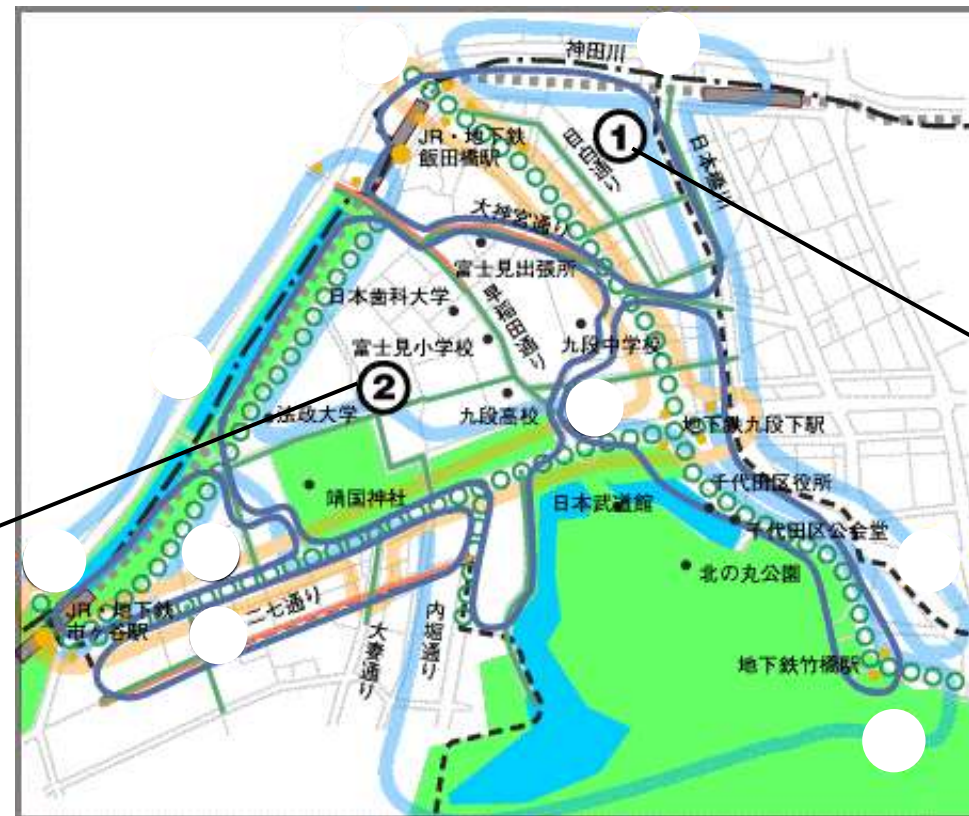 神田川
①
JR・地下鉄
飯田橋駅
目白通り
日本橋川
大神宮通り
富士見出張所
日本歯科大学
早稲田通り
富士見小学校
九段中学校
②
法政大学
九段高校
地下鉄九段下駅
千代田区役所
靖国神社
日本武道館
千代田区公会堂
北の丸公園
JR・地下鉄
市ヶ谷駅
二七通り
大妻通り
内堀通り
地下鉄竹橋駅